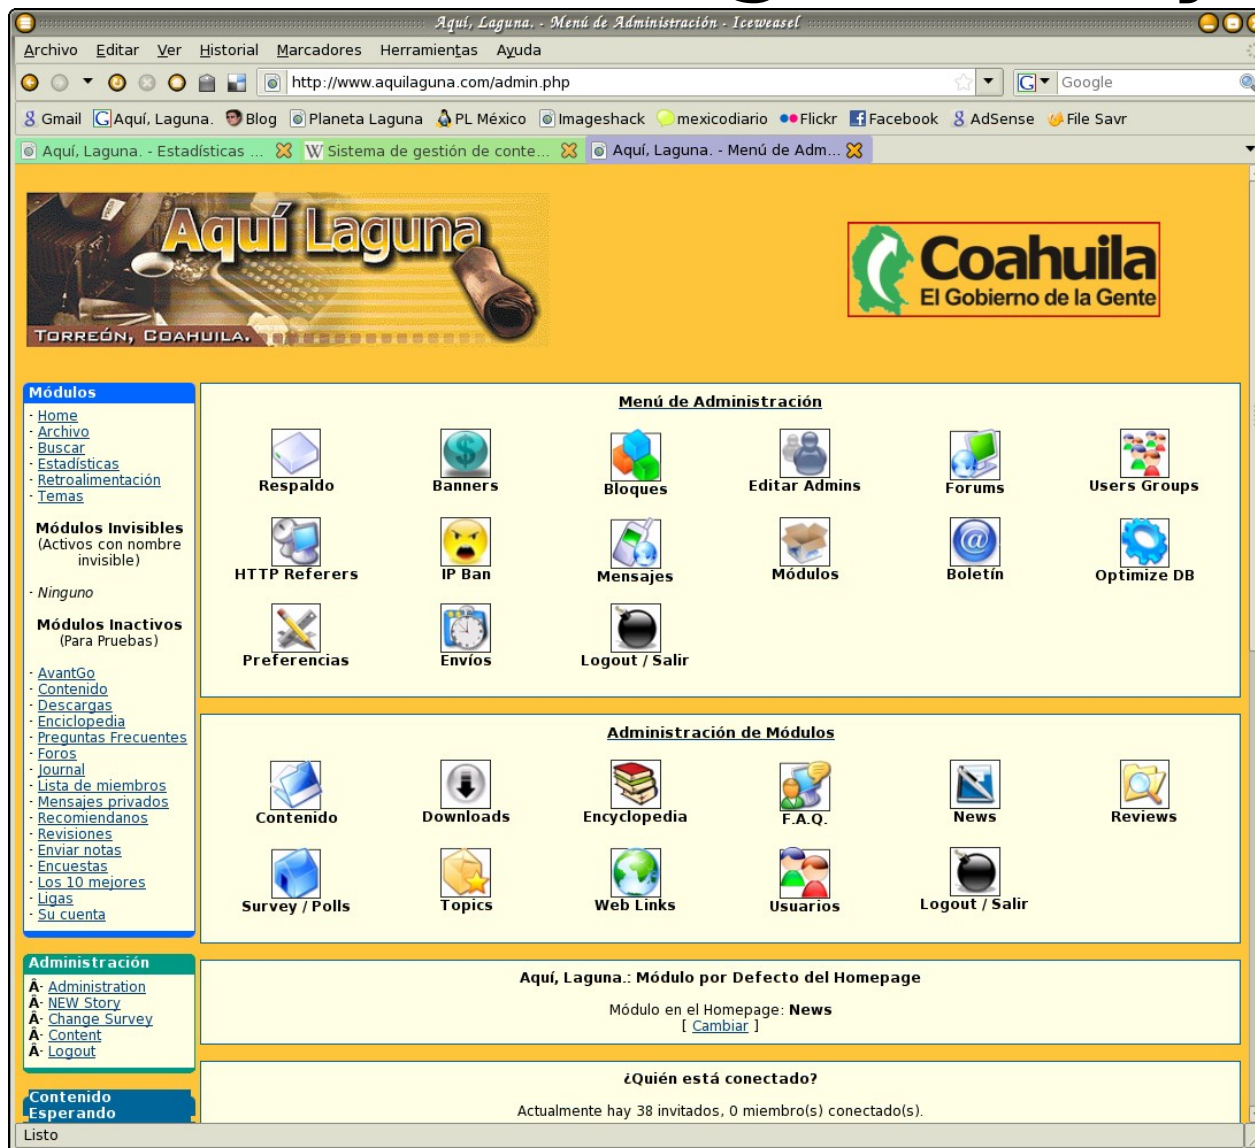 Aquí, Laguna. - Menú de Administración - Iceweasel
Archivo Editar Ver Historial Marcadores Herramientas Ayuda
http://www.aquilaguna.com/admin.php
Google
Gmail Aquí, Lagun a. Blog Planeta Laguna PL México Imageshack mexicodiario Flickr Facebook AdSense File Savr
Aquí, Laguna. - Estadísticas ... Sistema de gestión de conte... Aquí, Laguna. - Menú de Adm...
Aquí Laguna
TORREÓN, COAHUILA.
Coahuila
El Gobierno de la Gente
Módulos
· Home
· Archivo
· Buscar
· Estadísticas
· Retroalimentación
· Temas
Módulos Invisibles
(Activos con nombre
invisible)
· Ninguno
Módulos Inactivos
(Para Pruebas)
· AvantGo
· Contenido
· Descargas
· Enciclopedia
· Preguntas Frecuentes
· Foros
· Journal
· Lista de miembros
· Mensajes privados
· Recomiendanos
· Revisiones
· Enviar notas
· Encuestas
· Los 10 mejores
· Ligas
· Su cuenta
Administración
Â· Administration
Â· NEW Story
Â· Change Survey
Â· Content
Â· Logout
Contenido
Esperando
Menú de Administración
Respaldo Banners Bloques Editar Admins Forums Users Groups
HTTP Referers IP Ban Mensajes Módulos Boletín Optimize DB
Preferencias Envíos Logout / Salir
Administración de Módulos
Contenido Downloads Encyclopedia F.A.Q. News Reviews
Survey / Polls Topics Web Links Usuarios Logout / Salir
Aquí, Laguna.: Módulo por Defecto del Homepage
Módulo en el Homepage: News
[ Cambiar ]
¿Quién está conectado?
Actualmente hay 38 invitados, 0 miembro(s) conectado(s).
Listo